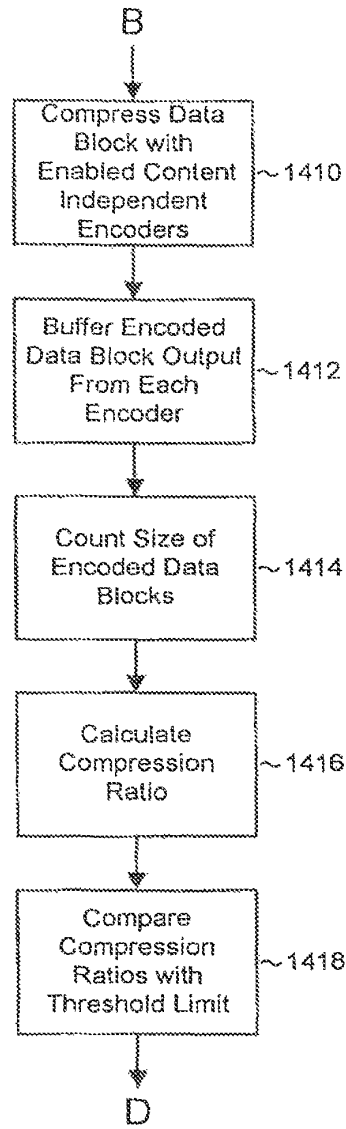 B
Compress Data
Block with
Enabled Content
Independent
Encoders
~1410
Buffer Encoded
Data Block Output
From Each
Encoder
~1412
Count Size of
Encoded Data
Blocks
~1414
Calculate
Compression
Ratio
~1416
Compare
Compression
Ratios with
Threshold Limit
~1418
D